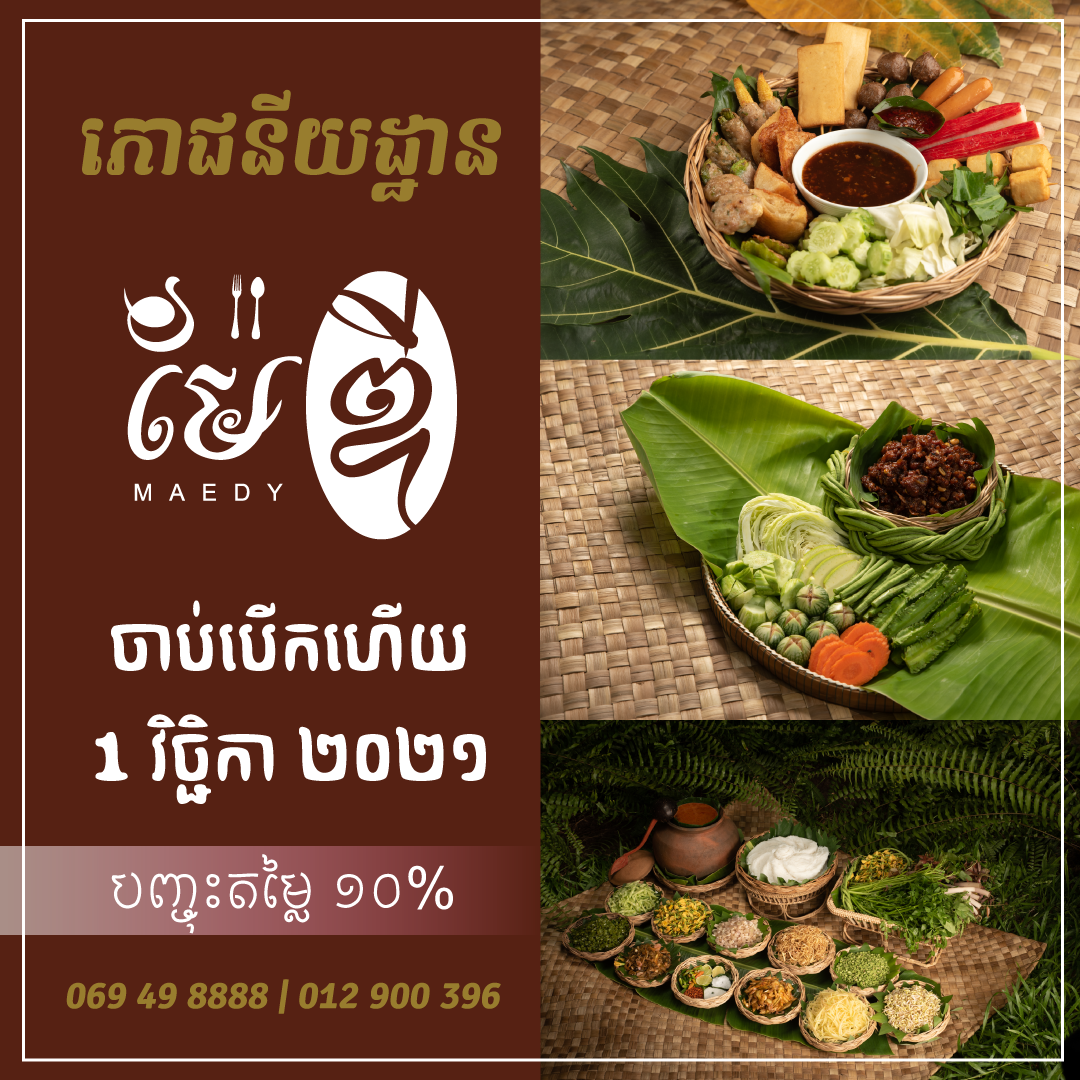 ភោជនីយដ្ឋាន
ម៉ែឌី
MAEDY
ចាប់បើកហើយ
1 វិច្ឆិកា ២០២១
បញ្ចុះតម្លៃ ១០%
069 49 8888 | 012 900 396